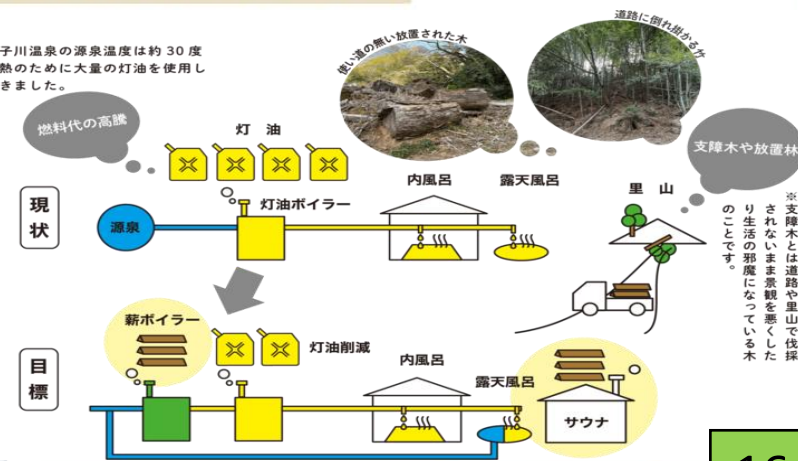 子川温泉の源泉温度は約30度
熱のために大量の灯油を使用し
きました。
使い道の無い放置された木
道路に倒れ掛かる竹
燃料代の高騰
灯 油
支障木や放置林
現状
源泉
灯油ボイラー
内風呂
露天風呂
里 山
※支障木とは道路や里山で伐採
されないまま景観を悪くした
り生活の邪魔になっている木
のことです。
目標
薪ボイラー
灯油削減
内風呂
露天風呂
サウナ
16